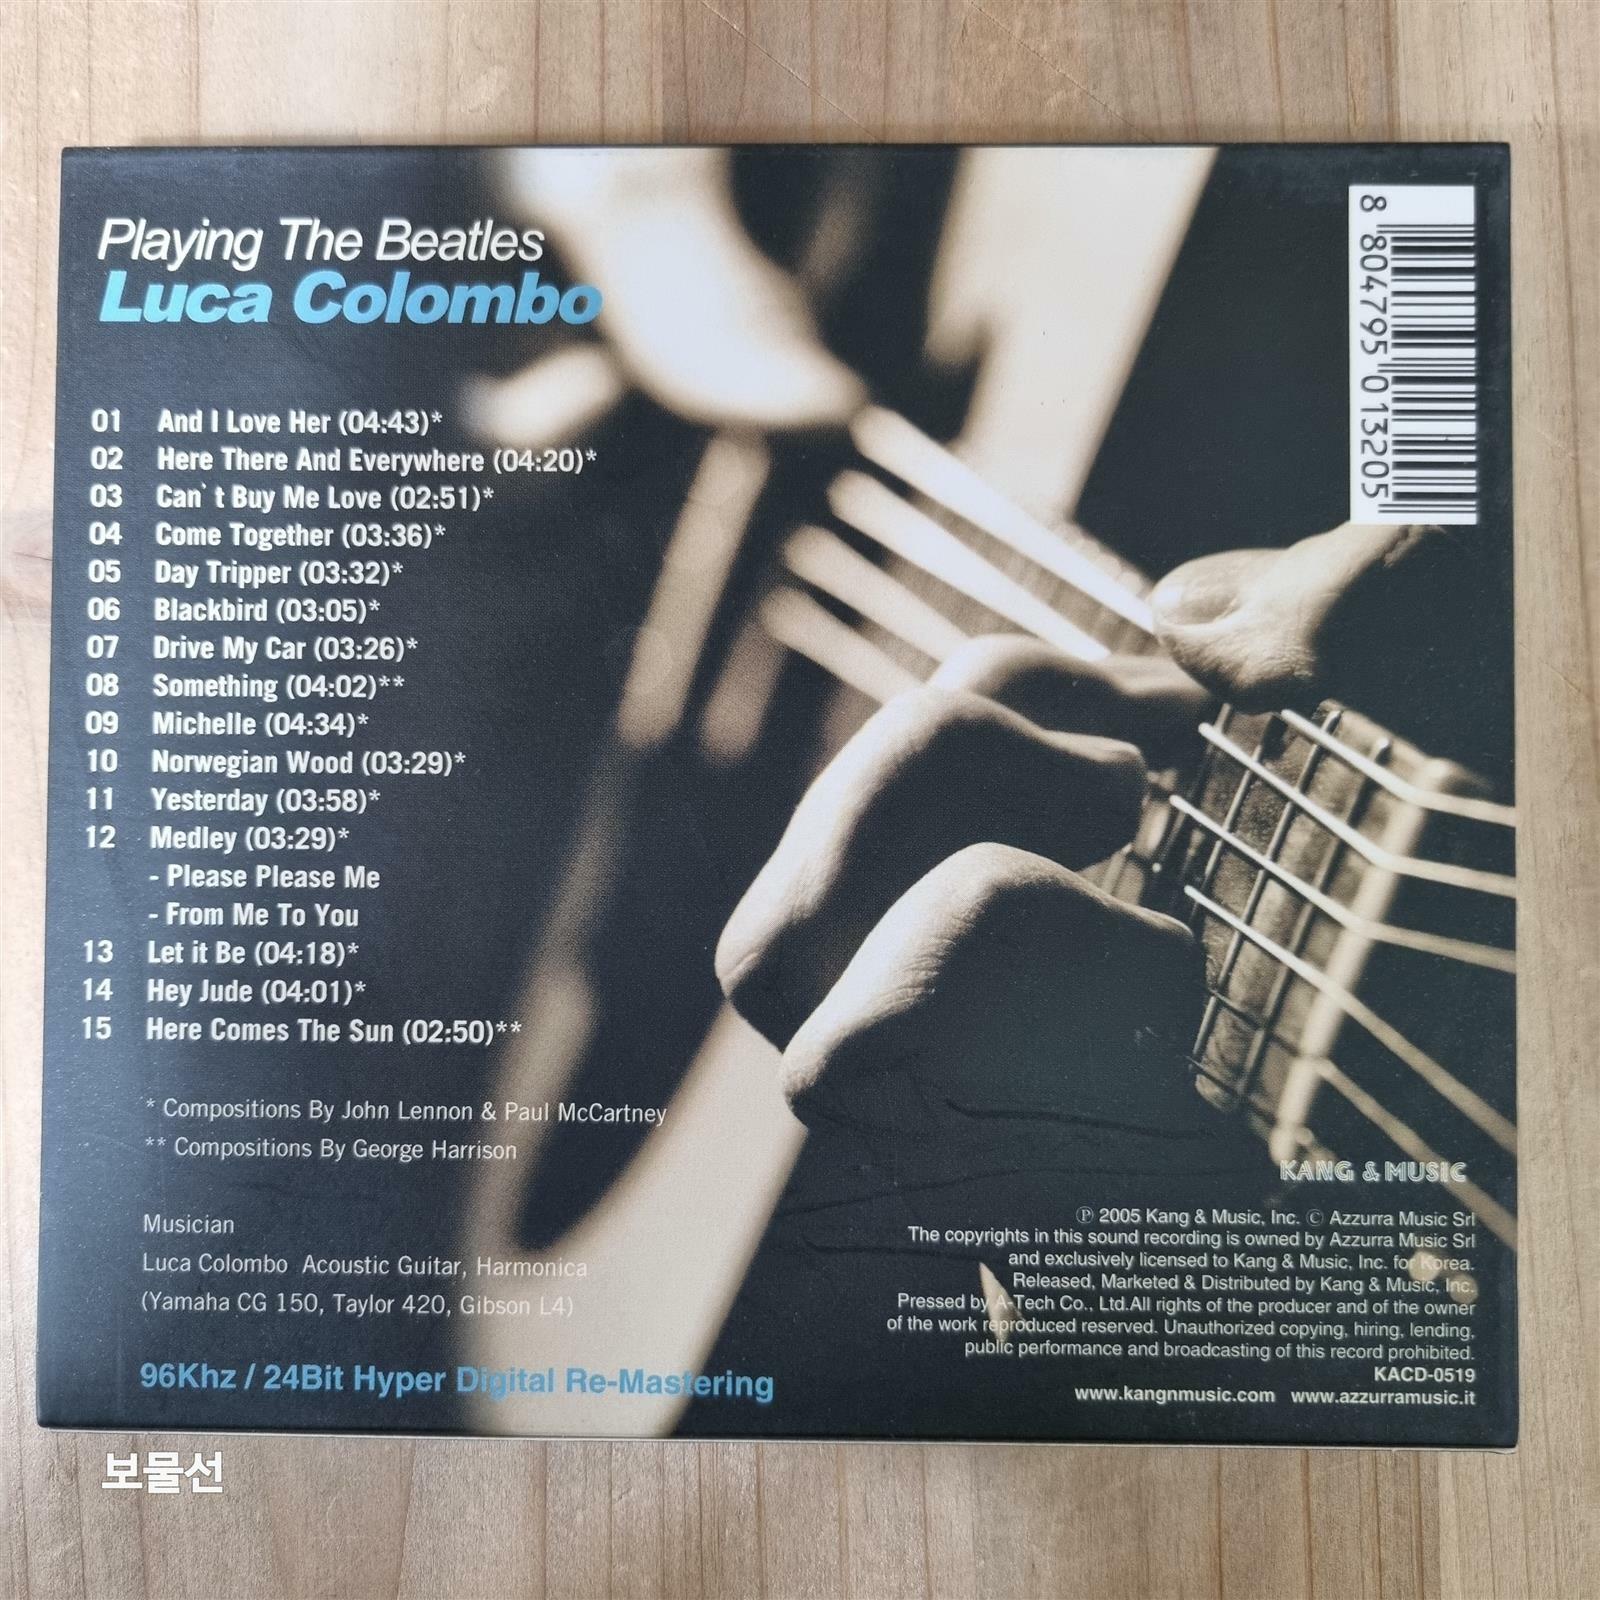 Playing The Beatles
Luca Colombo
8 804795 013205
01 And I Love Her (04:43)*
02 Here There And Everywhere (04:20)*
03 Can`t Buy Me Love (02:51)*
04 Come Together (03:36)*
05 Day Tripper (03:32)*
06 Blackbird (03:05)*
07 Drive My Car (03:26)*
08 Something (04:02)**
09 Michelle (04:34)*
10 Norwegian Wood (03:29)*
11 Yesterday (03:58)*
12 Medley (03:29)*
- Please Please Me
- From Me To You
13 Let it Be (04:18)*
14 Hey Jude (04:01)*
15 Here Comes The Sun (02:50)**
* Compositions By John Lennon & Paul McCartney
** Compositions By George Harrison
Musician
Luca Colombo Acoustic Guitar, Harmonica
(Yamaha CG 150, Taylor 420, Gibson L4)
96Khz / 24Bit Hyper Digital Re-Mastering
KANG & MUSIC
℗ 2005 Kang & Music, Inc. © Azzurra Music Srl
The copyrights in this sound recording is owned by Azzurra Music Srl
and exclusively licensed to Kang & Music, Inc. for Korea.
Released, Marketed & Distributed by Kang & Music, Inc.
Pressed by A-Tech Co., Ltd.All rights of the producer and of the owner
of the work reproduced reserved. Unauthorized copying, hiring, lending,
public performance and broadcasting of this record prohibited.
KACD-0519
www.kangnmusic.com www.azzurramusic.it
보물선